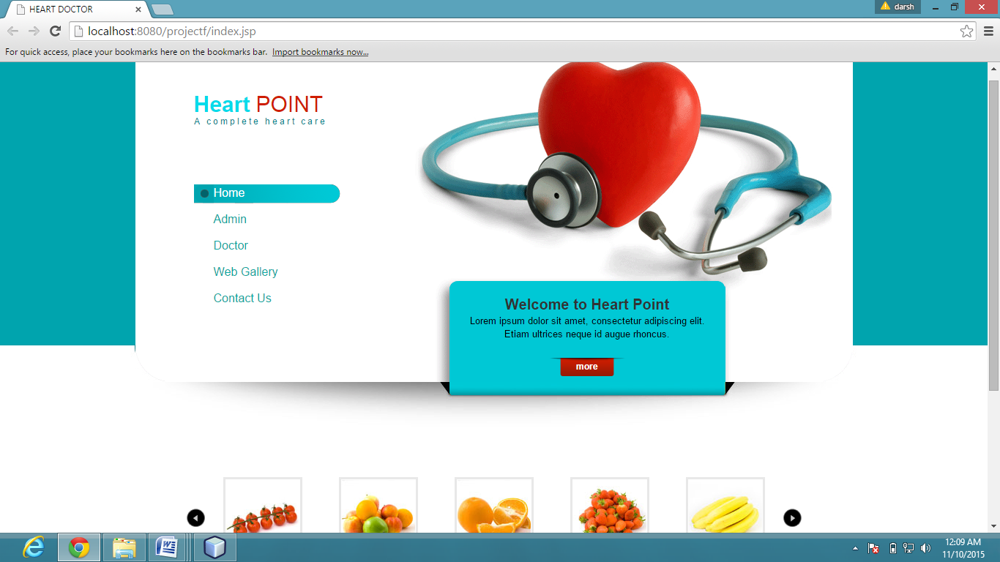 HEART DOCTOR
darsh
localhost:8080/projectf/index.jsp
For quick access, place your bookmarks here on the bookmarks bar. Import bookmarks now...
Heart POINT
A complete heart care
Home
Admin
Doctor
Web Gallery
Contact Us
Welcome to Heart Point
Lorem ipsum dolor sit amet, consectetur adipiscing elit.
Etiam ultrices neque id augue rhoncus.
more
12:09 AM
11/10/2015